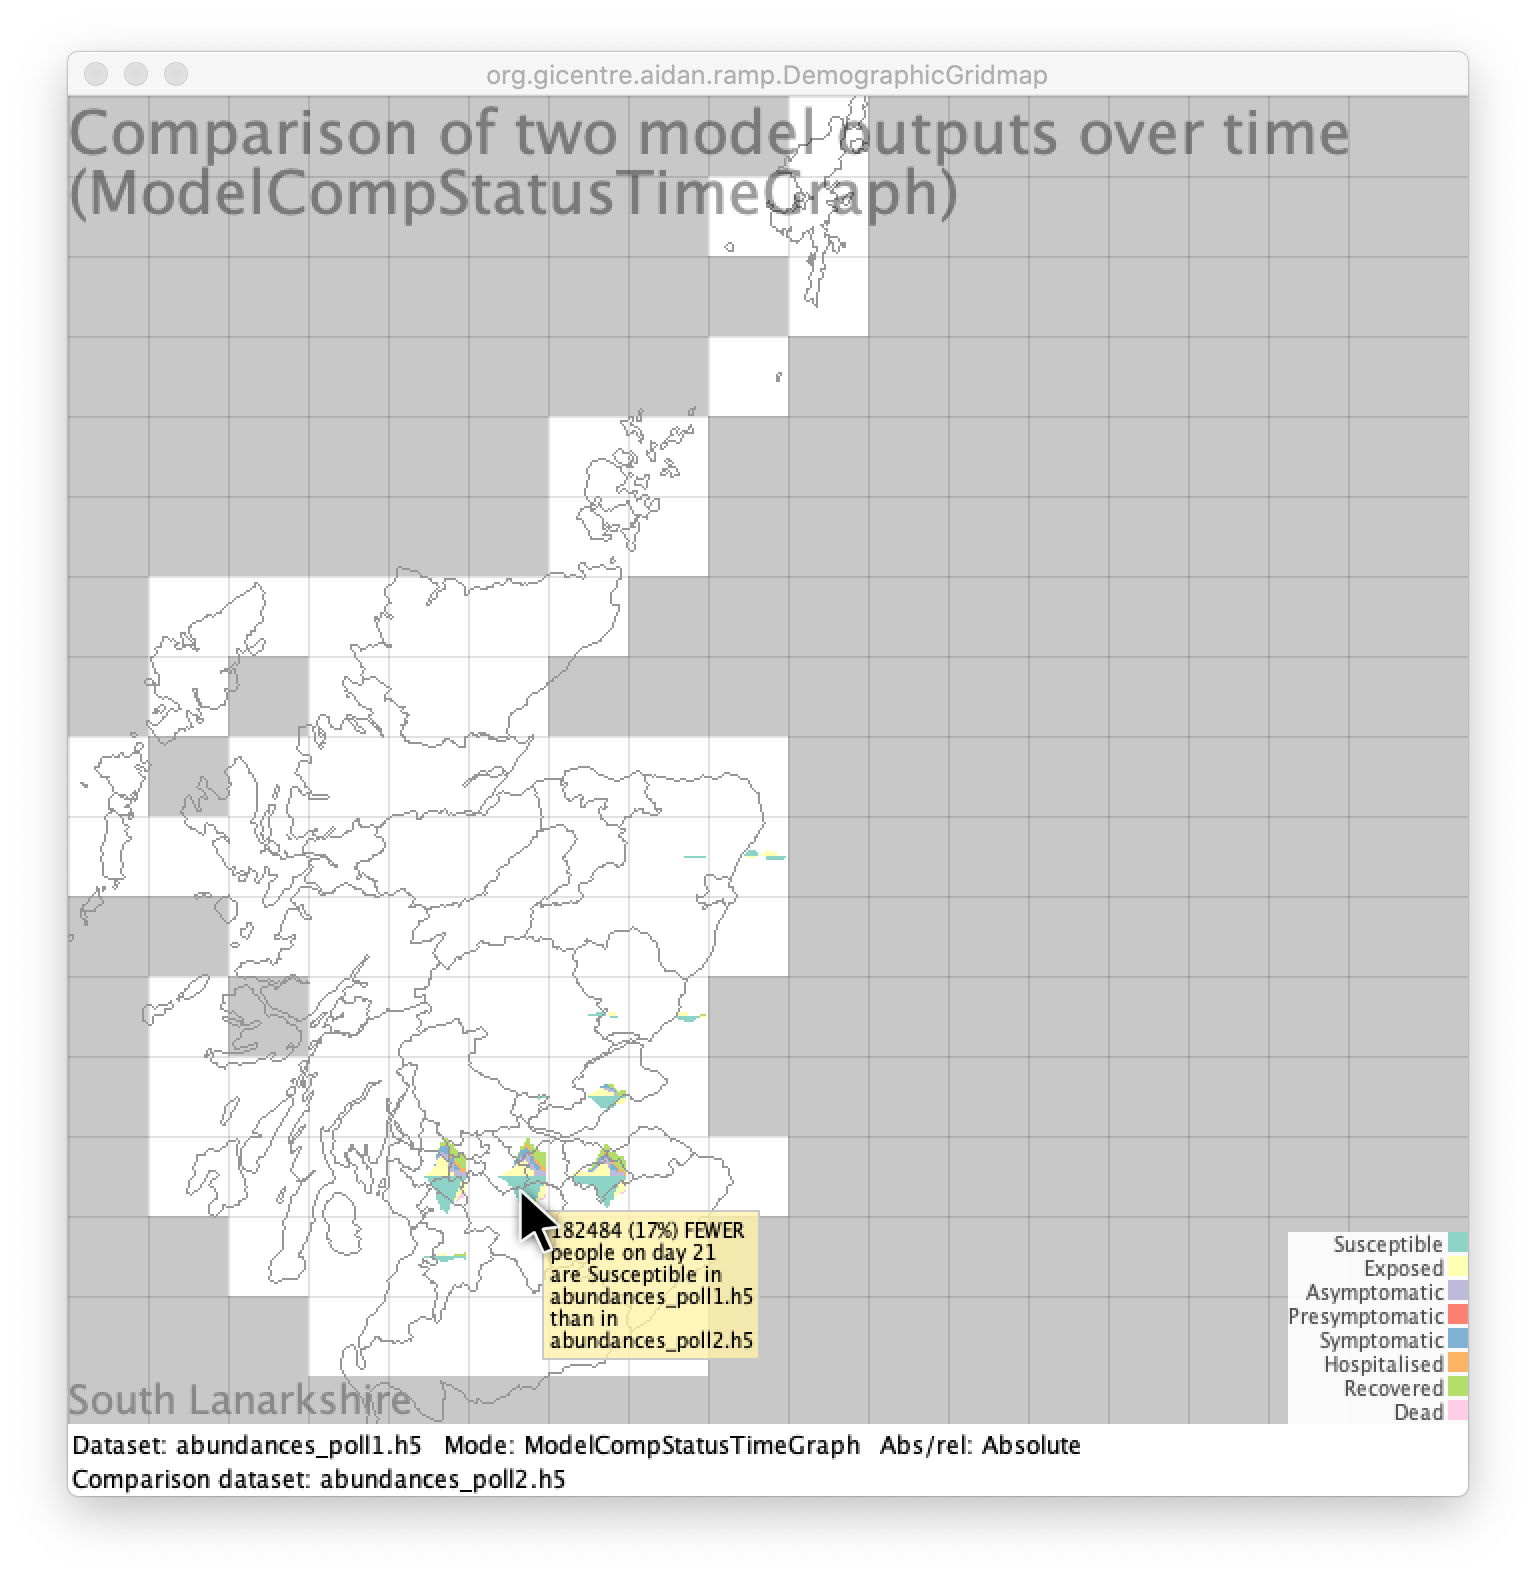 org.gicentre.aidan.ramp.DemographicGridmap
Comparison of two model outputs over time
(ModelCompStatusTimeGraph)
182484 (17%) FEWER
people on day 21
are Susceptible in
abundances_poll1.h5
than in
abundances_poll2.h5
Susceptible
Exposed
Asymptomatic
Presymptomatic
Symptomatic
Hospitalised
Recovered
Dead
South Lanarkshire
Dataset: abundances_poll1.h5 Mode: ModelCompStatusTimeGraph Abs/rel: Absolute
Comparison dataset: abundances_poll2.h5